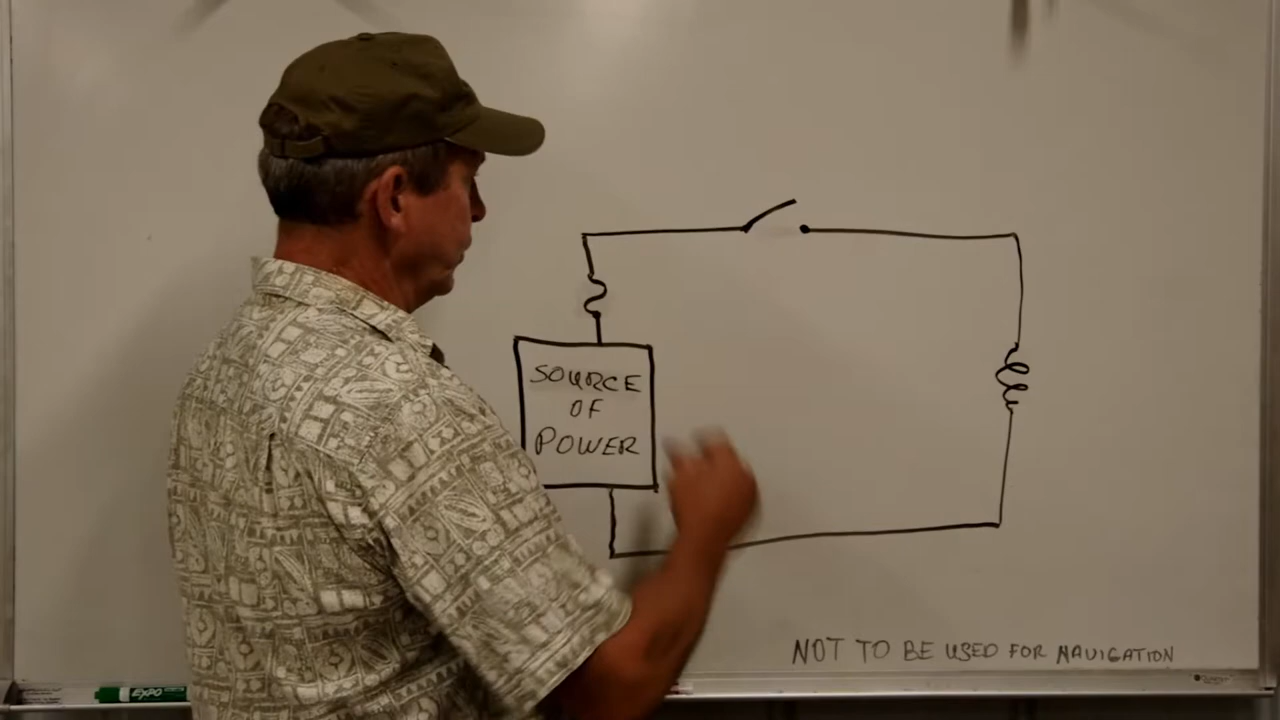 SOURCE
OF
POWER
NOT TO BE USED FOR NAVIGATION
EXPO